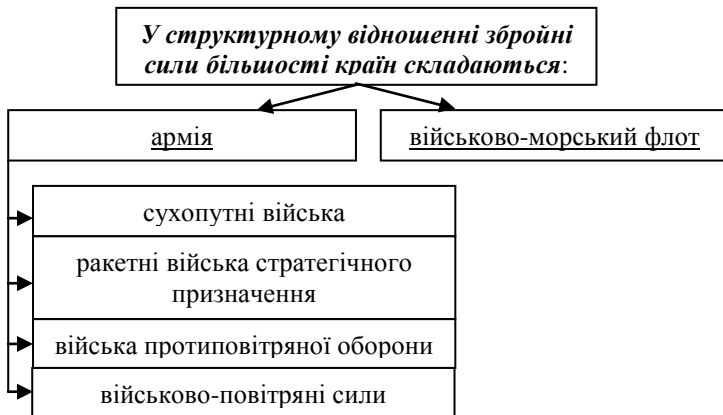 У структурному відношенні збройні
сили більшості країн складаються:
армія
військово-морський флот
сухопутні війська
ракетні війська стратегічного
призначення
війська протиповітряної оборони
військово-повітряні сили